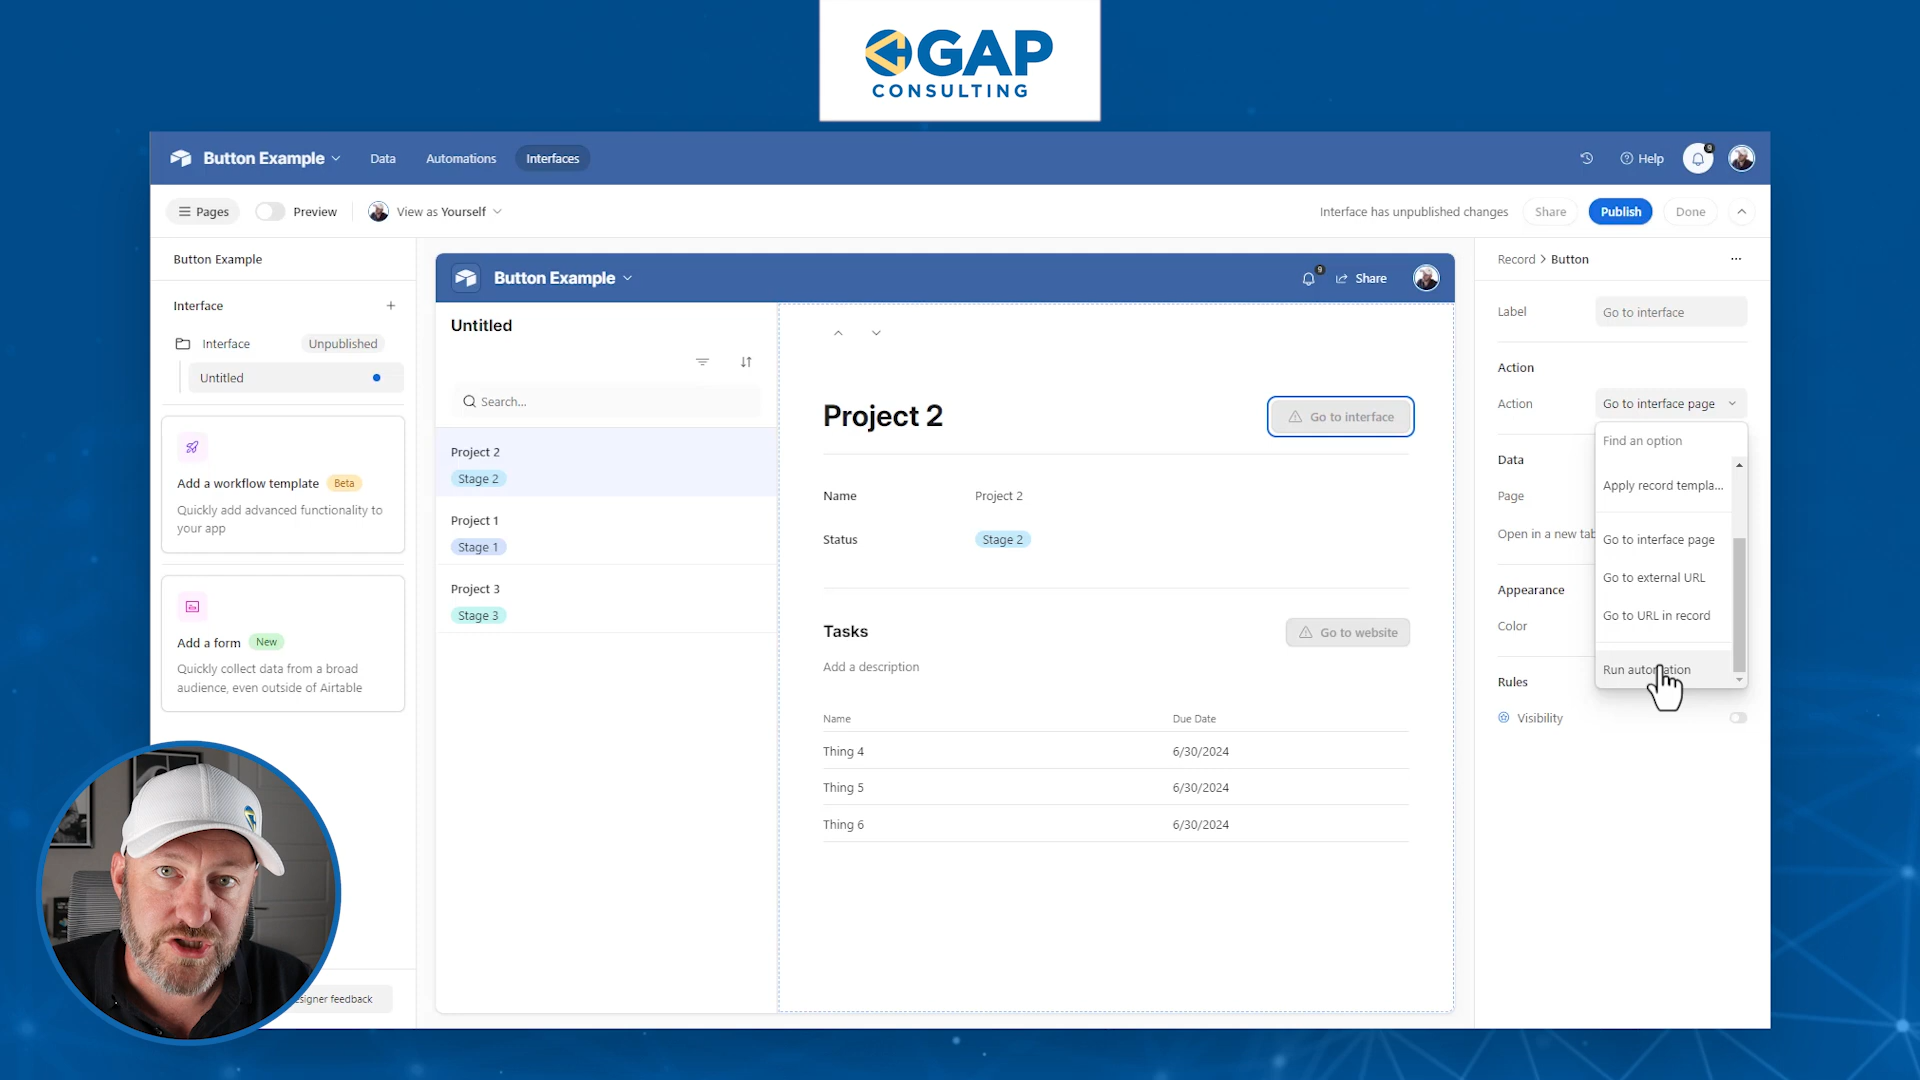 GAP
CONSULTING
Button Example
Data
Automations
Interfaces
Help
9
Pages
Preview
View as Yourself
Interface has unpublished changes
Share
Publish
Done
Button Example
Interface
Interface
Unpublished
Untitled
Add a workflow template
Beta
Quickly add advanced functionality to
your app
Add a form
New
Quickly collect data from a broad
audience, even outside of Airtable
Button Example
9
Share
Untitled
Search...
Project 2
Stage 2
Project 1
Stage 1
Project 3
Stage 3
Project 2
Go to interface
Name
Project 2
Status
Stage 2
Tasks
Go to website
Add a description
Name
Due Date
Thing 4
6/30/2024
Thing 5
6/30/2024
Thing 6
6/30/2024
Record > Button
Label
Go to interface
Action
Action
Go to interface page
Find an option
Apply record templa...
Go to interface page
Go to external URL
Go to URL in record
Run automation
Data
Page
Open in a new tab
Appearance
Color
Rules
Visibility
feedback